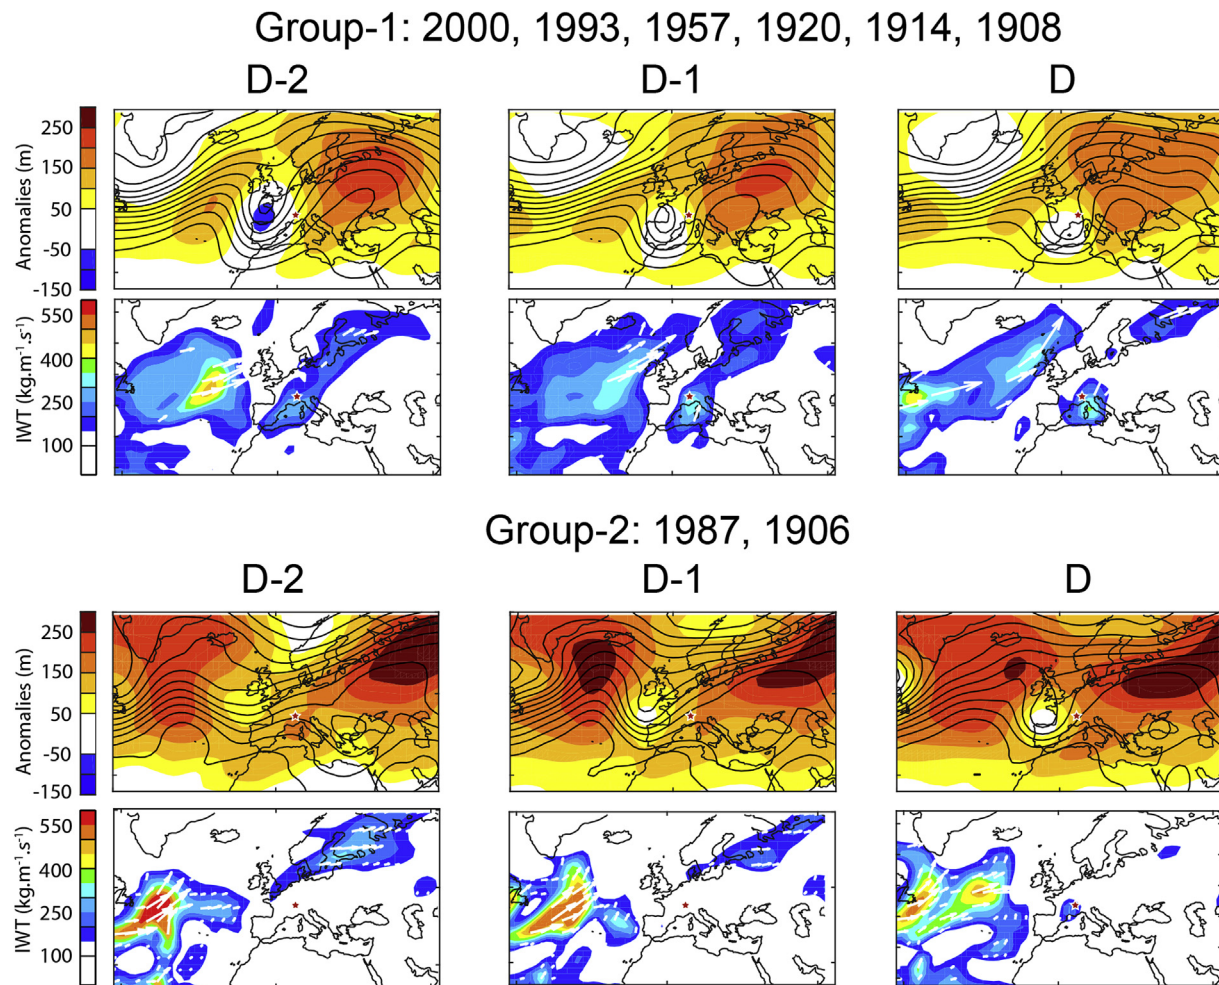 Group-1: 2000, 1993, 1957, 1920, 1914, 1908
D-2 D-1 D
Anomalies (m)
250
150
50
-50
-150
IWT (kg.m⁻¹.s⁻¹)
550
400
250
100
Group-2: 1987, 1906
D-2 D-1 D
Anomalies (m)
250
150
50
-50
-150
IWT (kg.m⁻¹.s⁻¹)
550
400
250
100